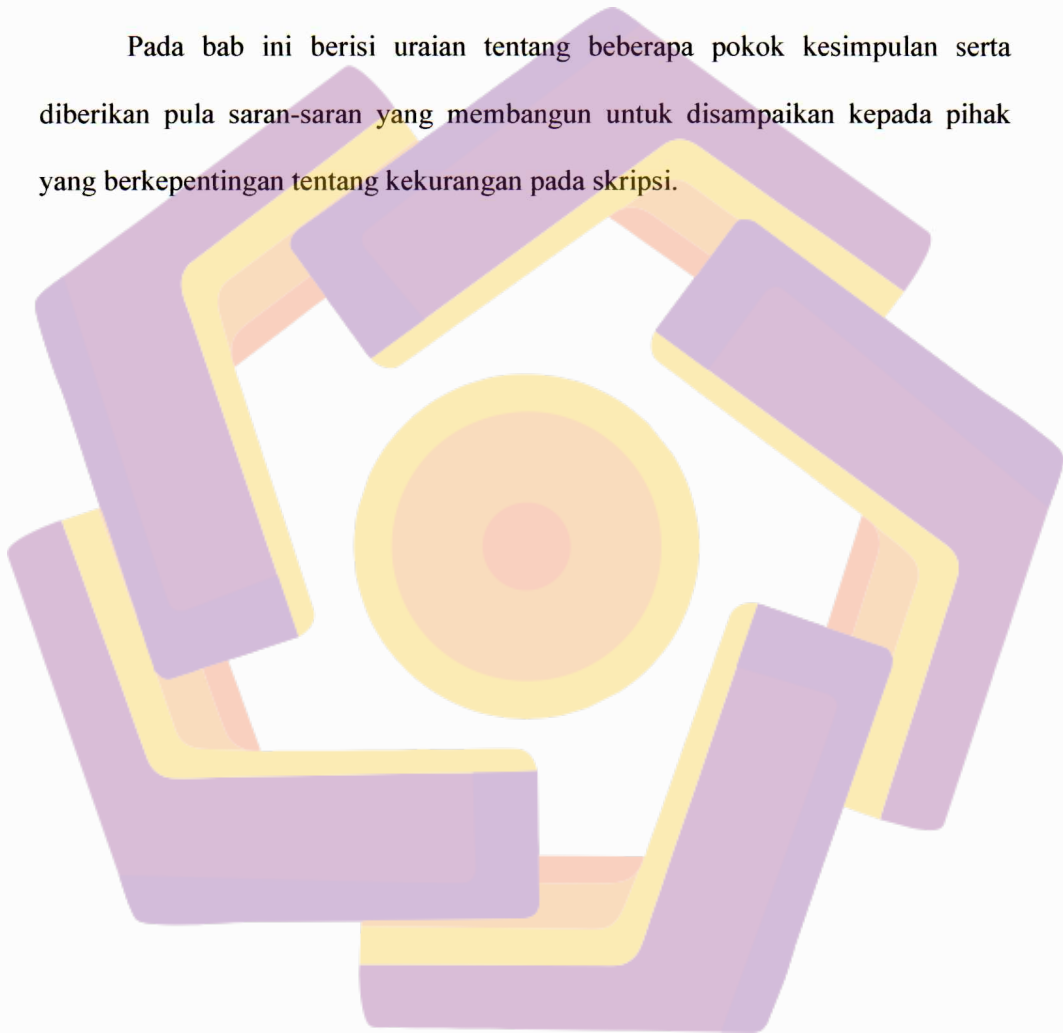 Pada bab ini berisi uraian tentang beberapa pokok kesimpulan serta
diberikan pula saran-saran yang membangun untuk disampaikan kepada pihak
yang berkepentingan tentang kekurangan pada skripsi.